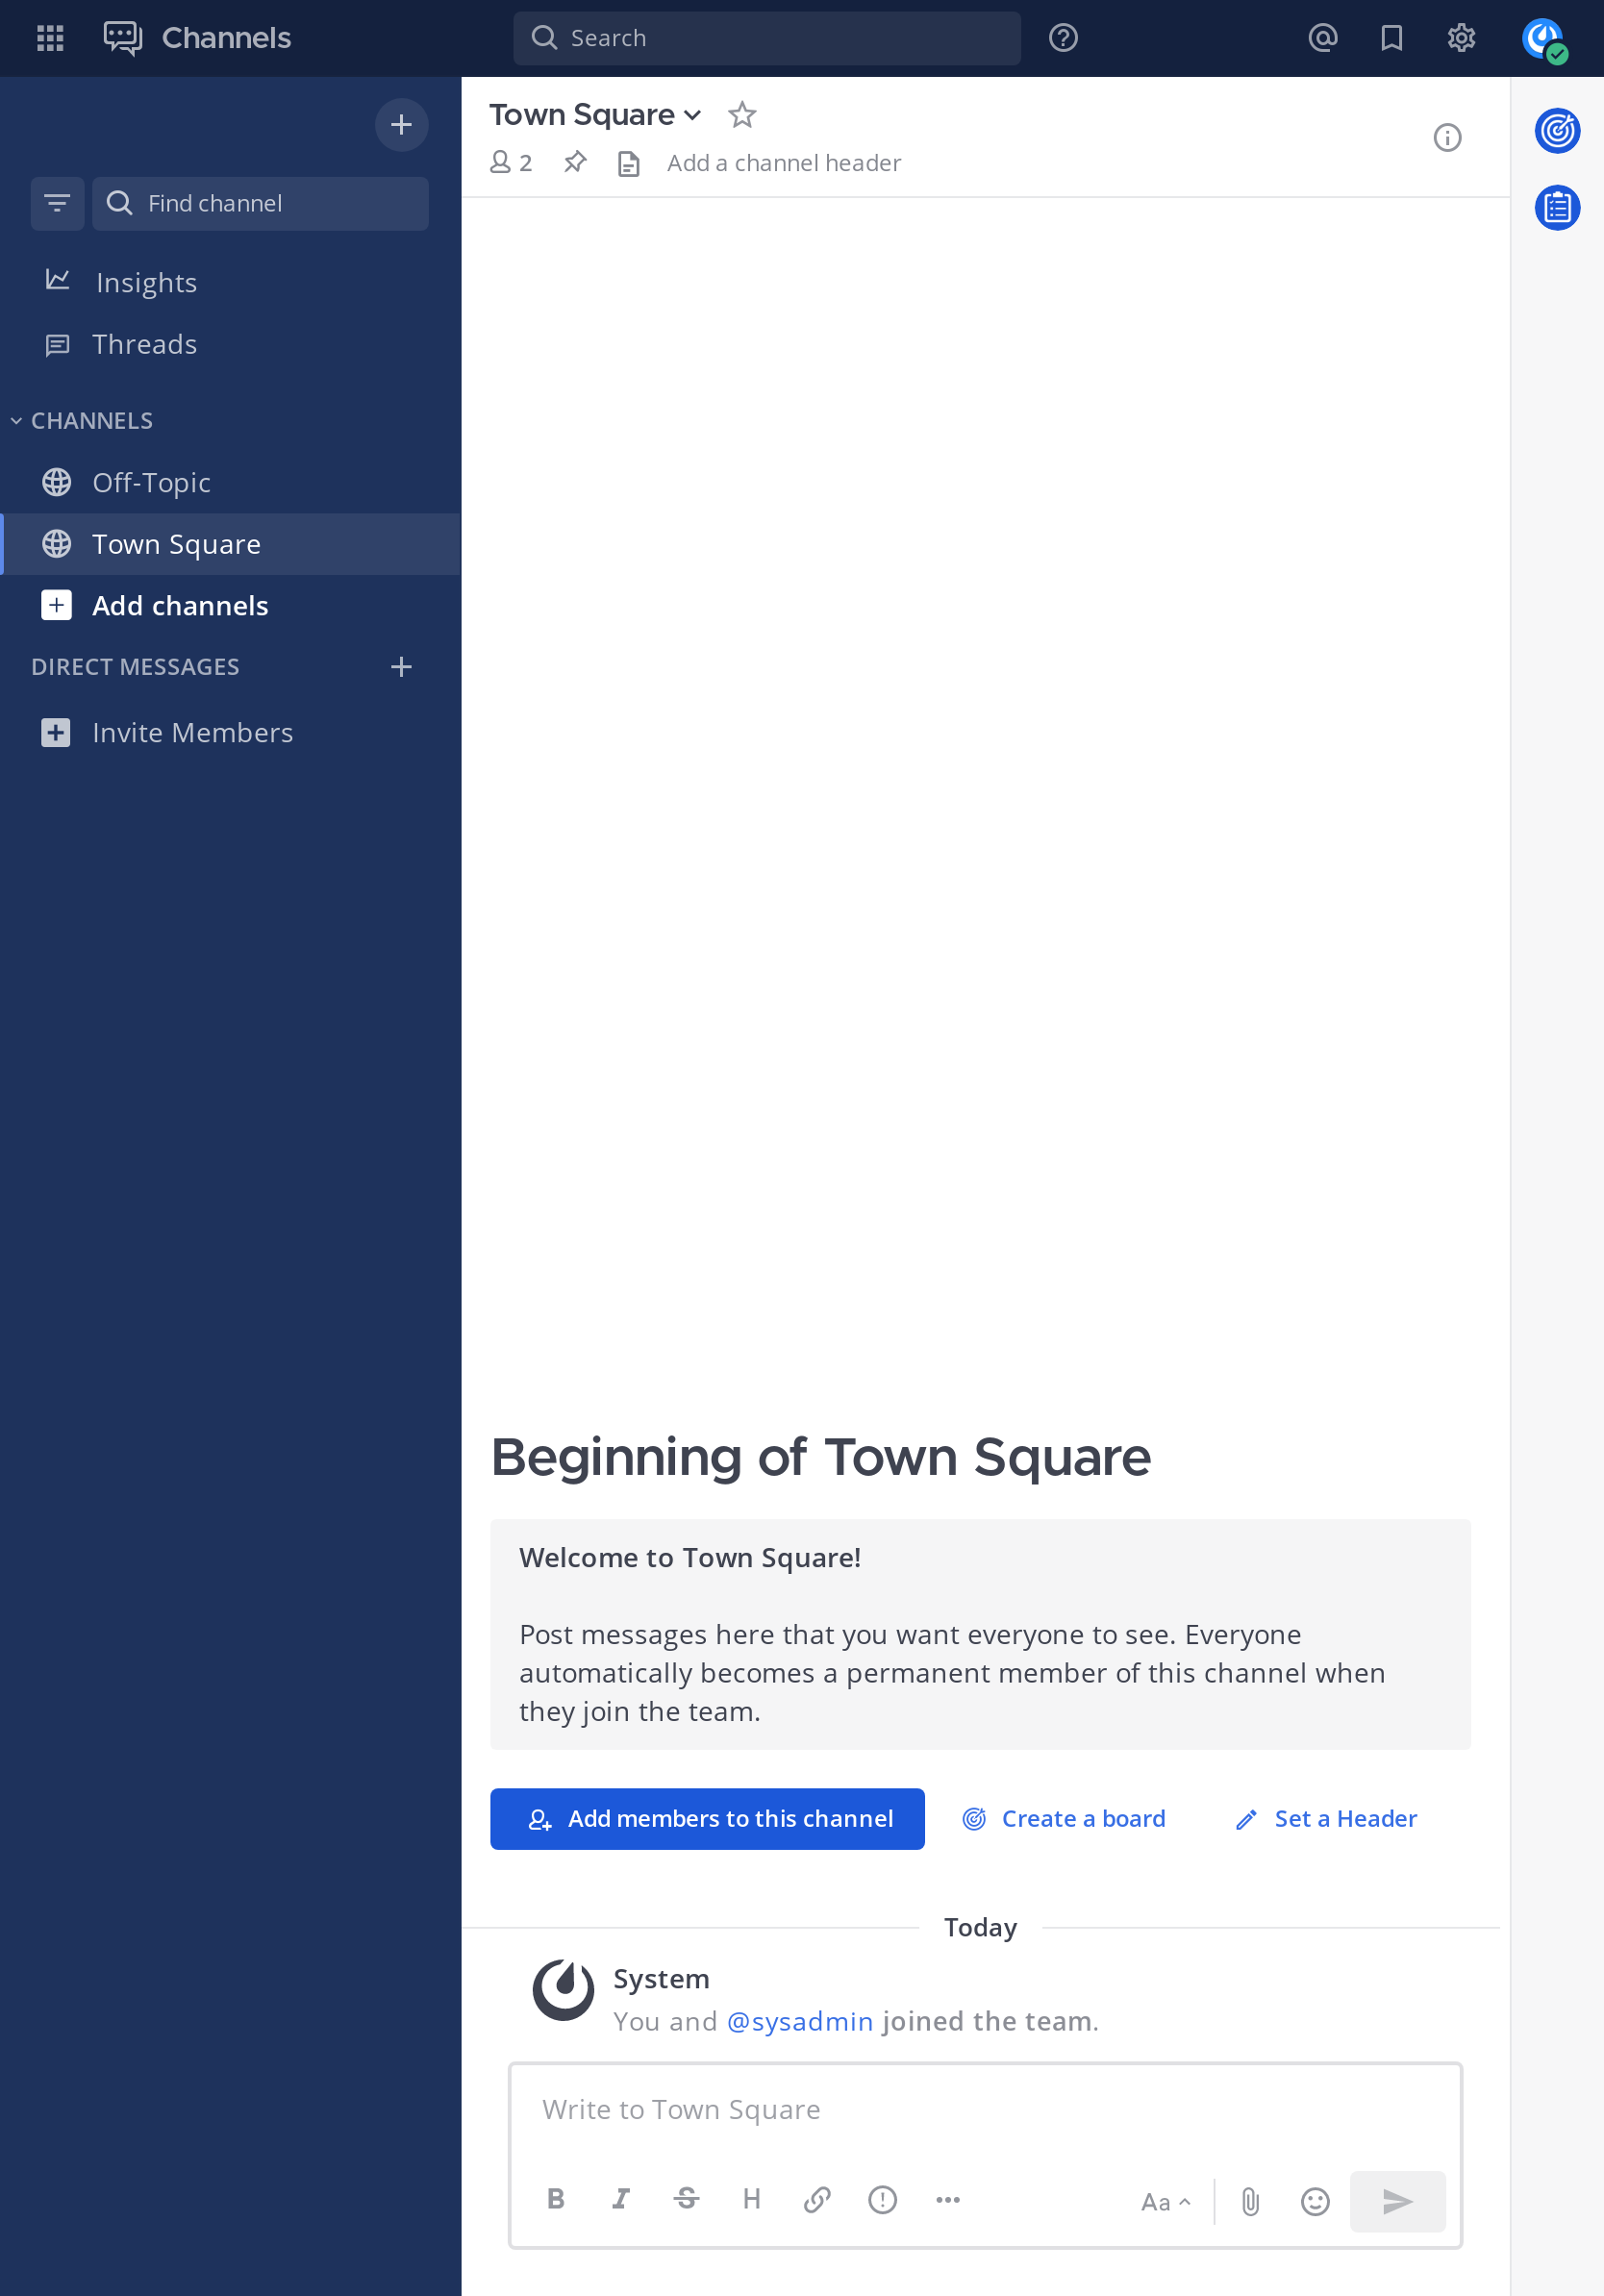 Channels
Search
Find channel
Insights
Threads
CHANNELS
Off-Topic
Town Square
Add channels
DIRECT MESSAGES
Invite Members
Town Square
2
Add a channel header
Beginning of Town Square
Welcome to Town Square!
Post messages here that you want everyone to see. Everyone
automatically becomes a permanent member of this channel when
they join the team.
Add members to this channel
Create a board
Set a Header
Today
System
You and @sysadmin joined the team.
Write to Town Square
B I S H
Aa